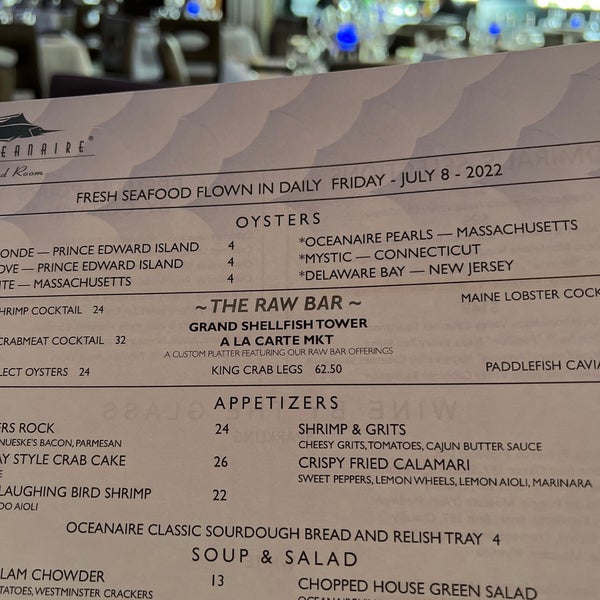 CEANAIRE®
d Room
FRESH SEAFOOD FLOWN IN DAILY FRIDAY - JULY 8 - 2022
OYSTERS
ONDE — PRINCE EDWARD ISLAND 4
OVE — PRINCE EDWARD ISLAND 4
TE — MASSACHUSETTS 4
*OCEANAIRE PEARLS — MASSACHUSETTS
*MYSTIC — CONNECTICUT
*DELAWARE BAY — NEW JERSEY
~THE RAW BAR~
HRIMP COCKTAIL 24
CRABMEAT COCKTAIL 32
LECT OYSTERS 24
GRAND SHELLFISH TOWER
A LA CARTE MKT
A CUSTOM PLATTER FEATURING OUR RAW BAR OFFERINGS
KING CRAB LEGS 62.50
MAINE LOBSTER COCK
PADDLEFISH CAVIA
APPETIZERS
ERS ROCK 24
NUESKE'S BACON, PARMESAN
AY STYLE CRAB CAKE 26
E
LAUGHING BIRD SHRIMP 22
DO AIOLI
SHRIMP & GRITS
CHEESY GRITS, TOMATOES, CAJUN BUTTER SAUCE
CRISPY FRIED CALAMARI
SWEET PEPPERS, LEMON WHEELS, LEMON AIOLI, MARINARA
OCEANAIRE CLASSIC SOURDOUGH BREAD AND RELISH TRAY 4
SOUP & SALAD
LAM CHOWDER 13
TATOES, WESTMINSTER CRACKERS
CHOPPED HOUSE GREEN SALAD